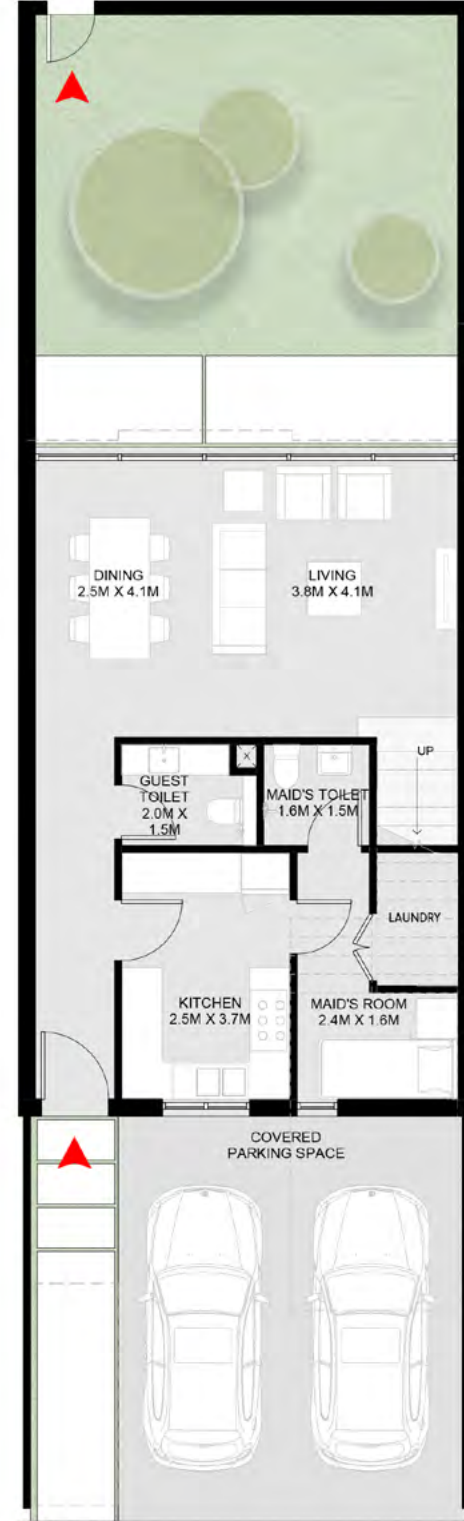 DINING
2.5M X 4.1M
LIVING
3.8M X 4.1M
UP
GUEST
TOILET
2.0M X
1.5M
MAID'S TOILET
1.6M X 1.5M
LAUNDRY
KITCHEN
2.5M X 3.7M
MAID'S ROOM
2.4M X 1.6M
COVERED
PARKING SPACE